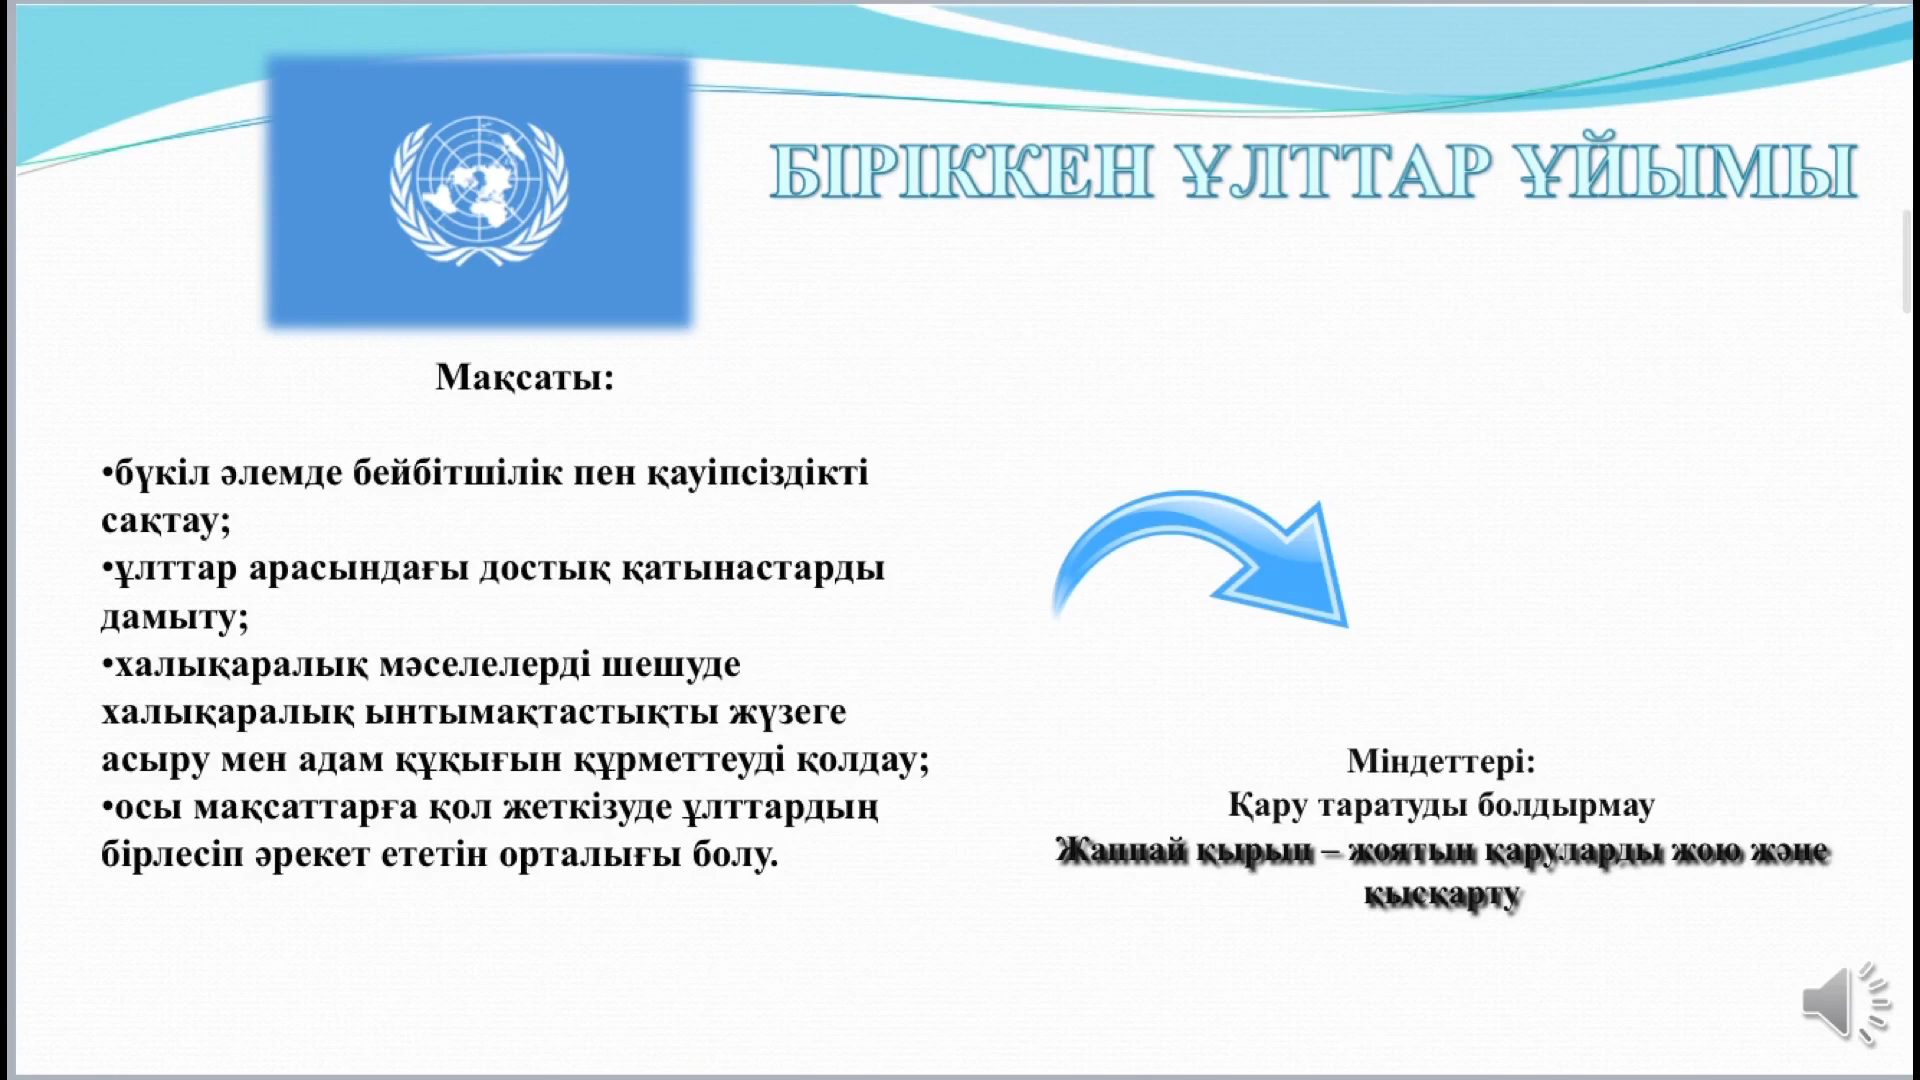 БІРІККЕН ҰЛТТАР ҰЙЫМЫ
Мақсаты:
•бүкіл әлемде бейбітшілік пен қауіпсіздікті
сақтау;
•ұлттар арасындағы достық қатынастарды
дамыту;
•халықаралық мәселелерді шешуде
халықаралық ынтымақтастықты жүзеге
асыру мен адам құқығын құрметтеуді қолдау;
•осы мақсаттарға қол жеткізуде ұлттардың
бірлесіп әрекет ететін орталығы болу.
Міндеттері:
Қару таратуды болдырмау
Жаппай қырып – жоятын қаруларды жою және
қысқарту